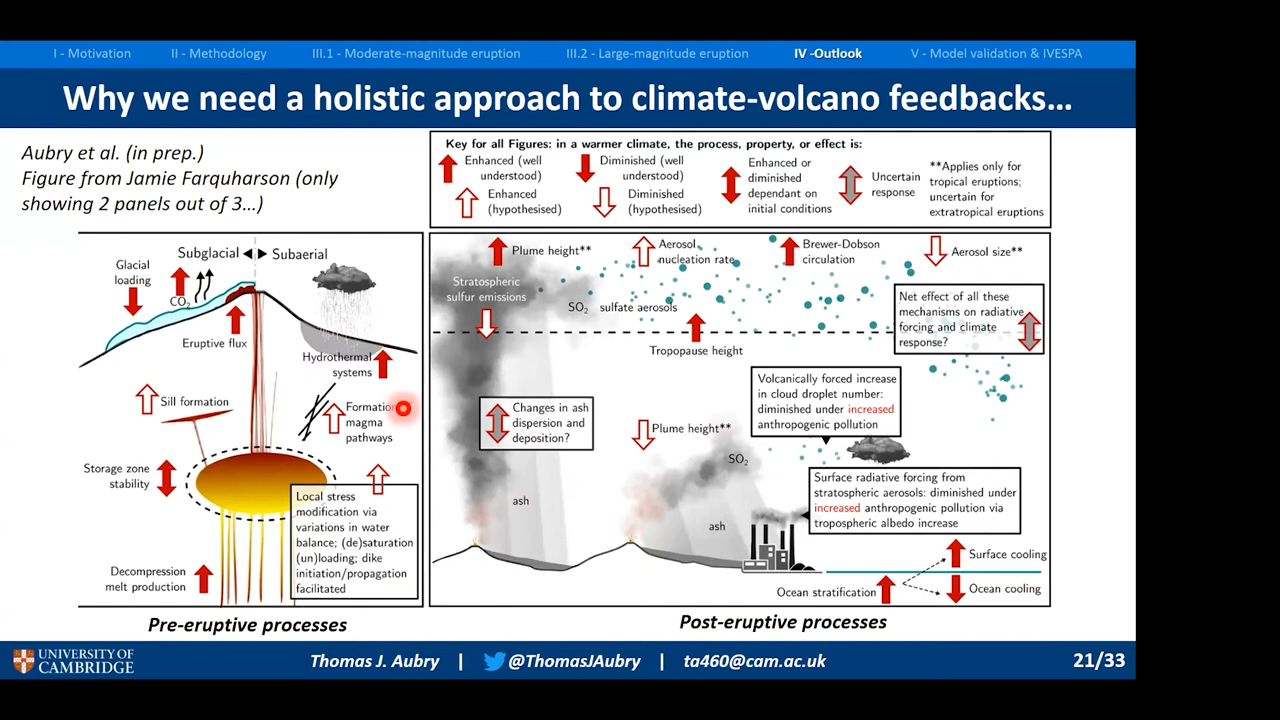 I - Motivation
II - Methodology
III.1 - Moderate-magnitude eruption
III.2 - Large-magnitude eruption
IV -Outlook
V - Model validation & IVESPA
Why we need a holistic approach to climate-volcano feedbacks...
Aubry et al. (in prep.)
Figure from Jamie Farquharson (only
showing 2 panels out of 3...)
Key for all Figures: in a warmer climate, the process, property, or effect is:
Enhanced (well
understood)
Enhanced
(hypothesised)
Diminished (well
understood)
Diminished
(hypothesised)
Enhanced or
diminished
dependant on
initial conditions
Uncertain
response
**Applies only for
tropical eruptions;
uncertain for
extratropical eruptions
Subglacial
Subaerial
Glacial
loading
CO2
Eruptive flux
Hydrothermal
systems
Sill formation
Formation
magma
pathways
Storage zone
stability
Local stress
modification via
variations in water
balance; (de)saturation
(un)loading; dike
initiation/propagation
facilitated
Decompression
melt production
Pre-eruptive processes
Plume height**
Aerosol
nucleation rate
Brewer-Dobson
circulation
Aerosol size**
Stratospheric
sulfur emissions
SO2
sulfate aerosols
Net effect of all these
mechanisms on radiative
forcing and climate
response?
Tropopause height
Volcanically forced increase
in cloud droplet number:
diminished under increased
anthropogenic pollution
Changes in ash
dispersion and
deposition?
Plume height**
SO2
Surface radiative forcing from
stratospheric aerosols: diminished under
increased anthropogenic pollution via
tropospheric albedo increase
ash
ash
Surface cooling
Ocean stratification
Ocean cooling
Post-eruptive processes
UNIVERSITY OF
CAMBRIDGE
Thomas J. Aubry | @ThomasJAubry | ta460@cam.ac.uk
21/33